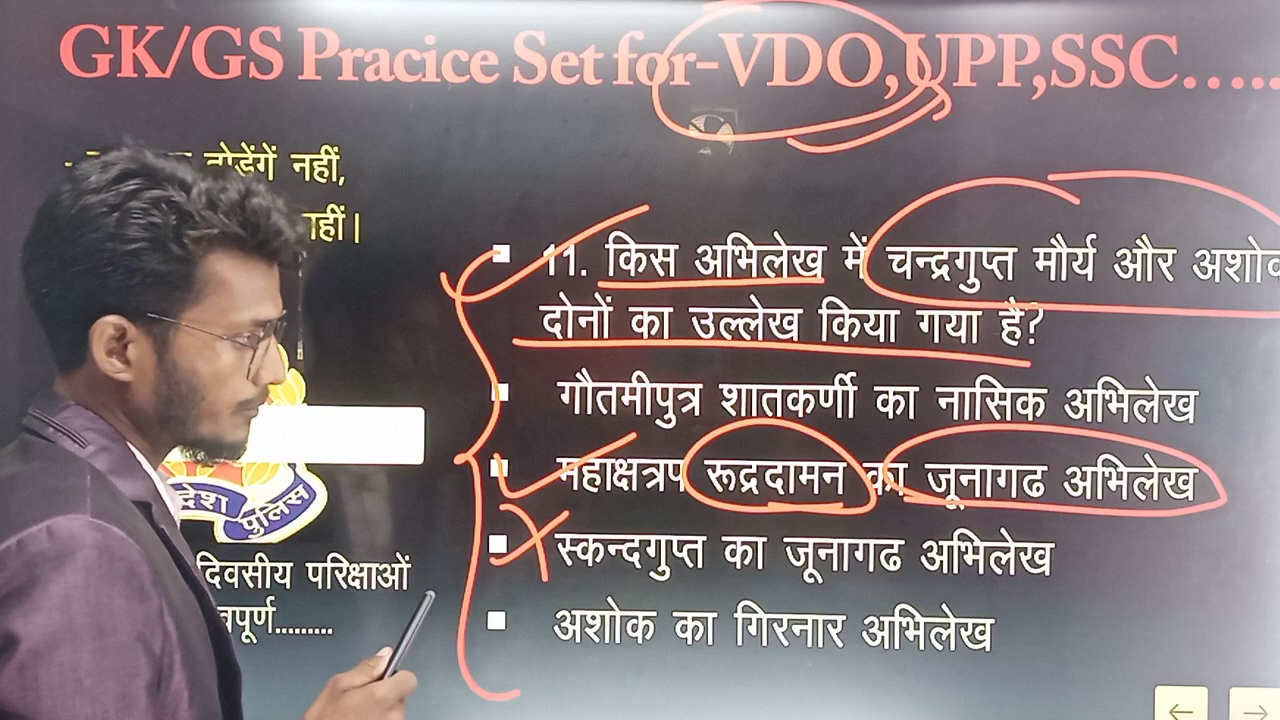 GK/GS Pracice Set for-VDO,UPP,SSC.....
तोड़ेंगें नहीं,
11. किस अभिलेख में चन्द्रगुप्त मौर्य और अशोक
दोनों का उल्लेख किया गया है?
गौतमीपुत्र शातकर्णी का नासिक अभिलेख
महाक्षत्रप रूद्रदामन का जूनागढ अभिलेख
स्कन्दगुप्त का जूनागढ अभिलेख
अशोक का गिरनार अभिलेख
पुलिस
दिवसीय परिक्षाओं